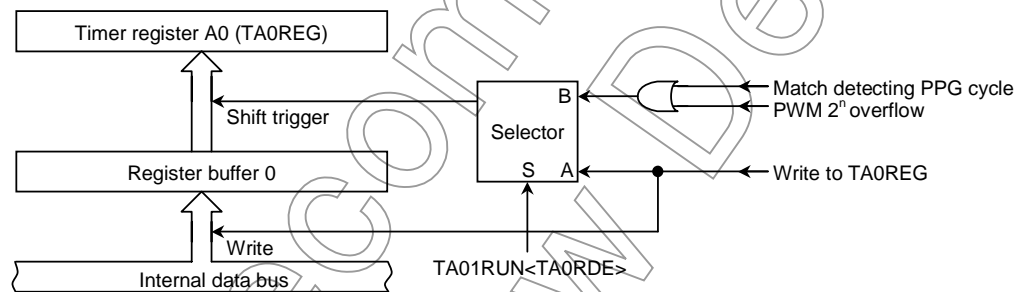 Timer register A0 (TA0REG)
Shift trigger
B
Match detecting PPG cycle
PWM 2ⁿ overflow
Selector
Register buffer 0
S
A
Write to TA0REG
Write
TA01RUN<TA0RDE>
Internal data bus